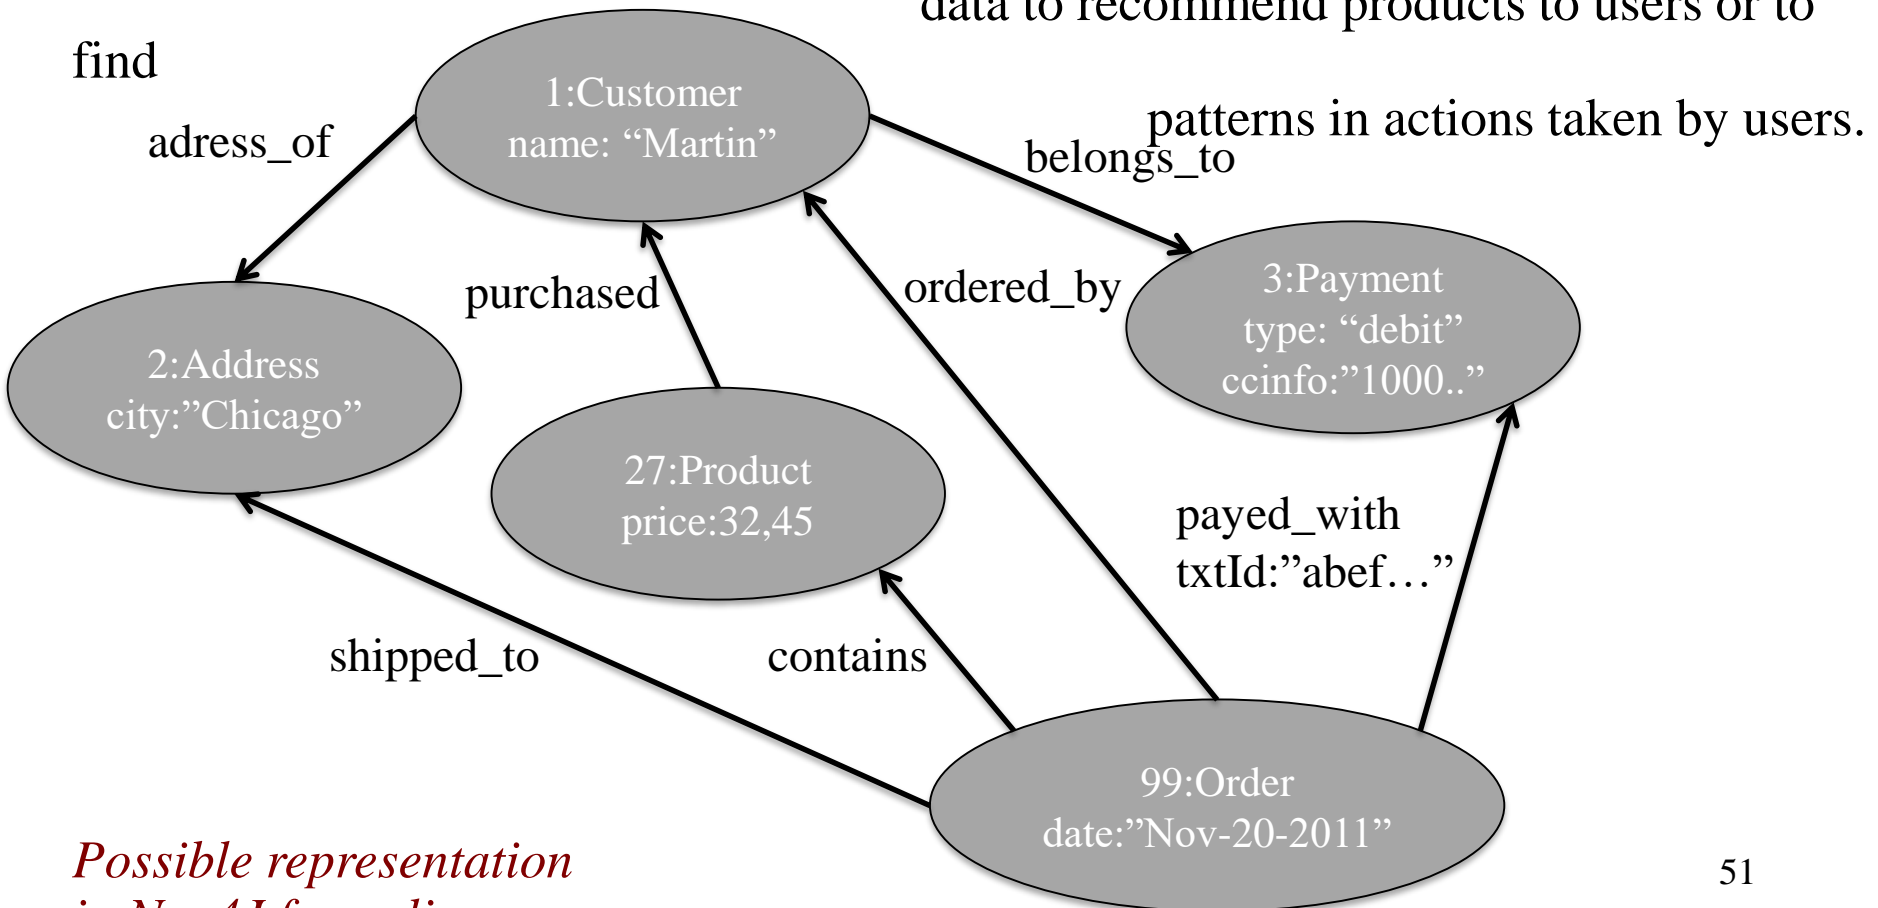 data to recommend products to users or to
find
patterns in actions taken by users.
1:Customer
name: “Martin”
adress_of
belongs_to
purchased
ordered_by
3:Payment
type: “debit”
ccinfo:”1000..”
2:Address
city:”Chicago”
27:Product
price:32,45
payed_with
txtId:”abef…”
shipped_to
contains
99:Order
date:”Nov-20-2011”
Possible representation
51